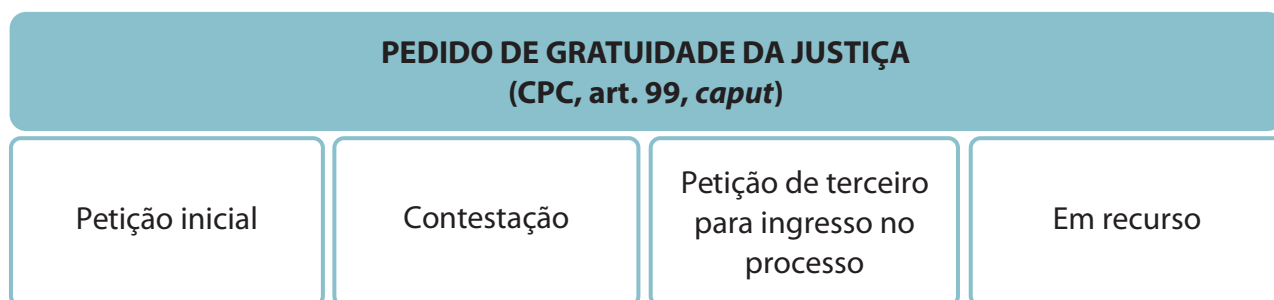 PEDIDO DE GRATUIDADE DA JUSTIÇA
(CPC, art. 99, caput)
Petição inicial
Contestação
Petição de terceiro
para ingresso no
processo
Em recurso